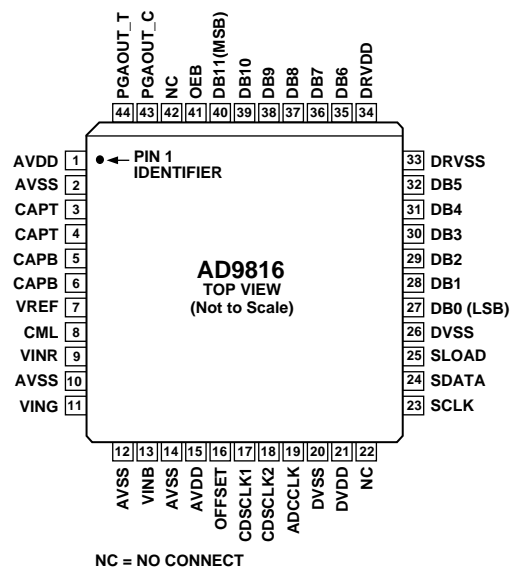 PGAOUT_T
PGAOUT_C
NC
OEB
DB11(MSB)
DB10
DB9
DB8
DB7
DB6
DRVDD
44 43 42 41 40 39 38 37 36 35 34
AVDD 1
AVSS 2
CAPT 3
CAPT 4
CAPB 5
CAPB 6
VREF 7
CML 8
VINR 9
AVSS 10
VING 11
PIN 1
IDENTIFIER
AD9816
TOP VIEW
(Not to Scale)
33 DRVSS
32 DB5
31 DB4
30 DB3
29 DB2
28 DB1
27 DB0 (LSB)
26 DVSS
25 SLOAD
24 SDATA
23 SCLK
12 13 14 15 16 17 18 19 20 21 22
AVSS
VINB
AVSS
AVDD
OFFSET
CDSCLK1
CDSCLK2
ADCCLK
DVSS
DVDD
NC
NC = NO CONNECT